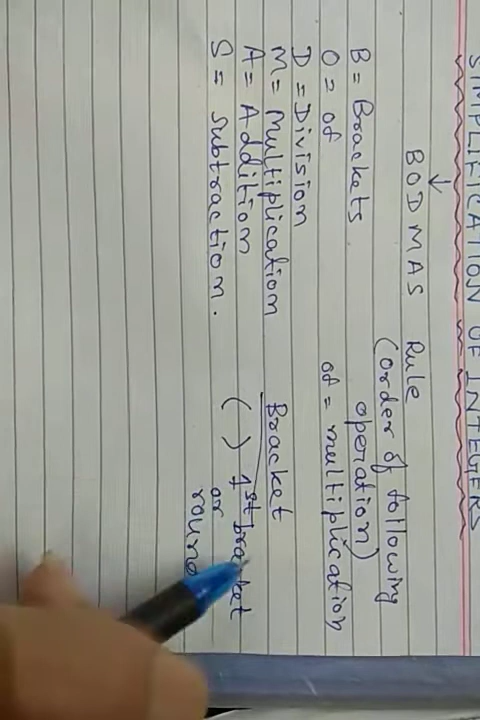 SIMPLIFICATION OF INTEGERS
↓
BODMAS Rule
(order of following
operation)
B = Brackets
O = of
of = multiplication
D = Division
M = Multiplication
A = Addition
S = Subtraction.
Bracket
( ) 1st bracket
or
round